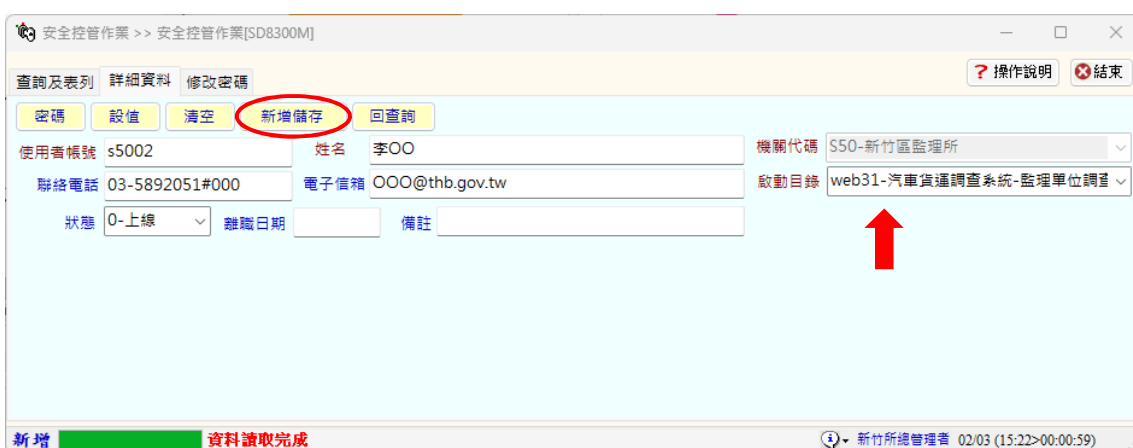 安全控管作業 >> 安全控管作業[SD8300M]
查詢及表列 詳細資料 修改密碼 ? 操作說明 結束
密碼 設值 清空 新增儲存 回查詢
使用者帳號 s5002 姓名 李OO 機關代碼 S50-新竹區監理所
聯絡電話 03-5892051#000 電子信箱 OOO@thb.gov.tw 啟動目錄 web31-汽車貨運調查系統-監理單位調查
狀態 0-上線 離職日期 備註
新增 資料讀取完成 新竹所總管理者 02/03 (15:22>00:00:59)